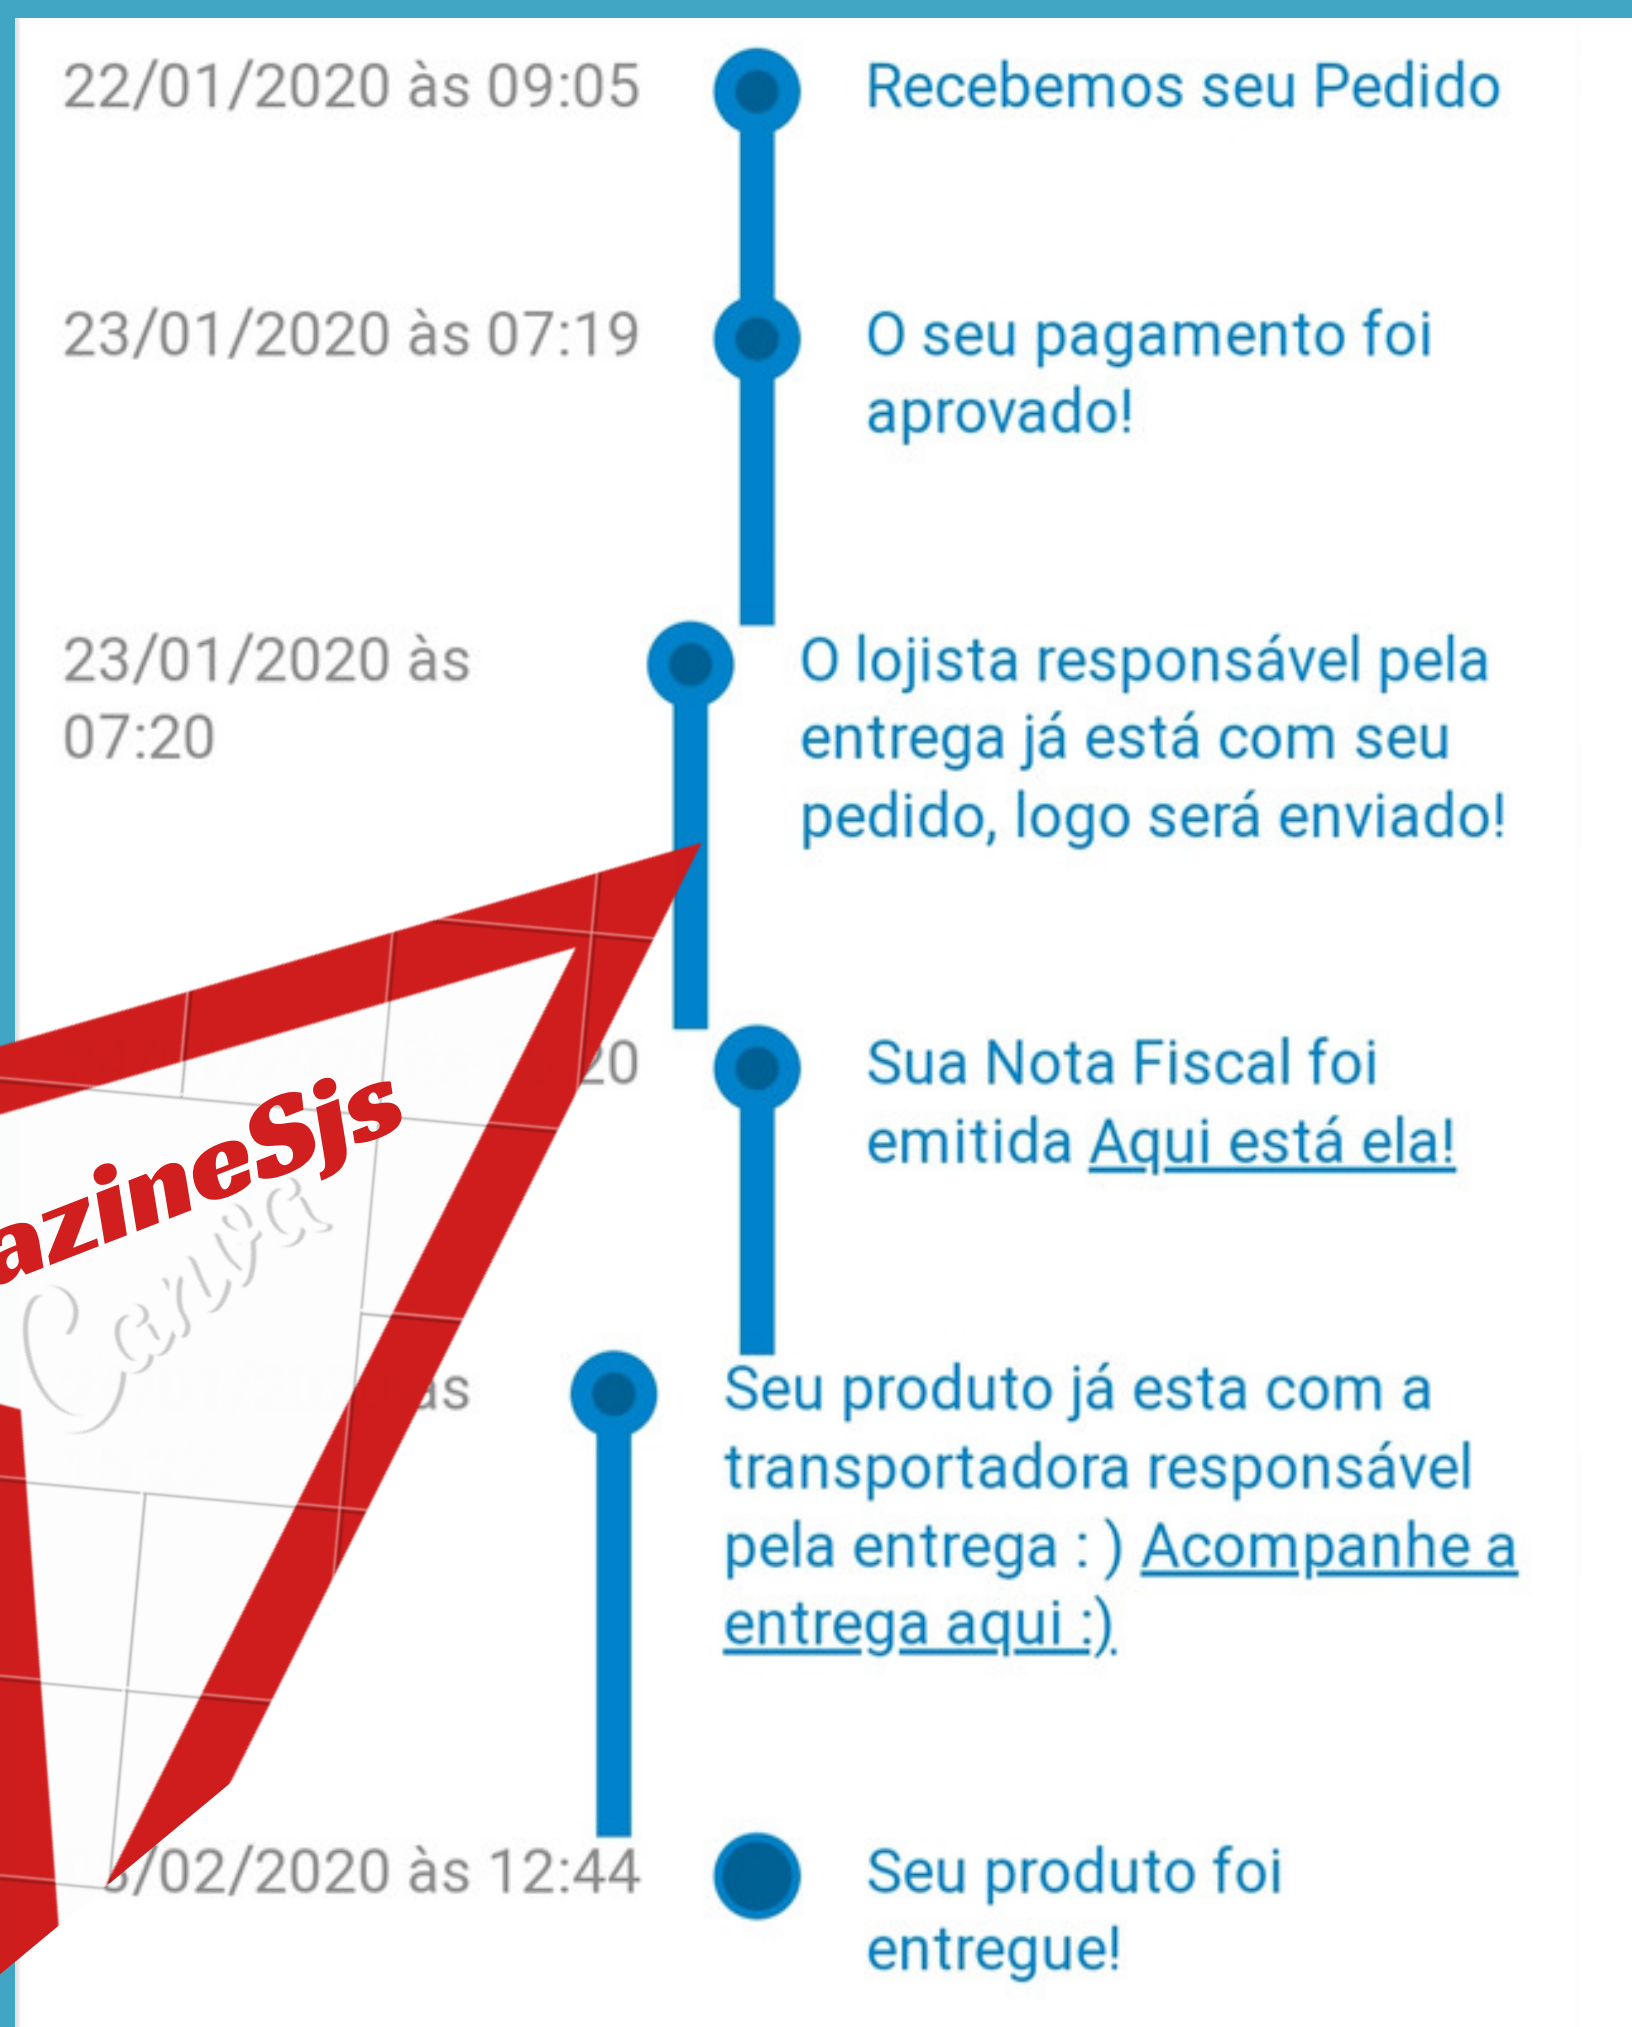 22/01/2020 às 09:05
Recebemos seu Pedido
23/01/2020 às 07:19
O seu pagamento foi
aprovado!
23/01/2020 às
07:20
O lojista responsável pela
entrega já está com seu
pedido, logo será enviado!
20
Sua Nota Fiscal foi
emitida Aqui está ela!
azineSjs
Canva
às
Seu produto já esta com a
transportadora responsável
pela entrega : ) Acompanhe a
entrega aqui :).
/02/2020 às 12:44
Seu produto foi
entregue!